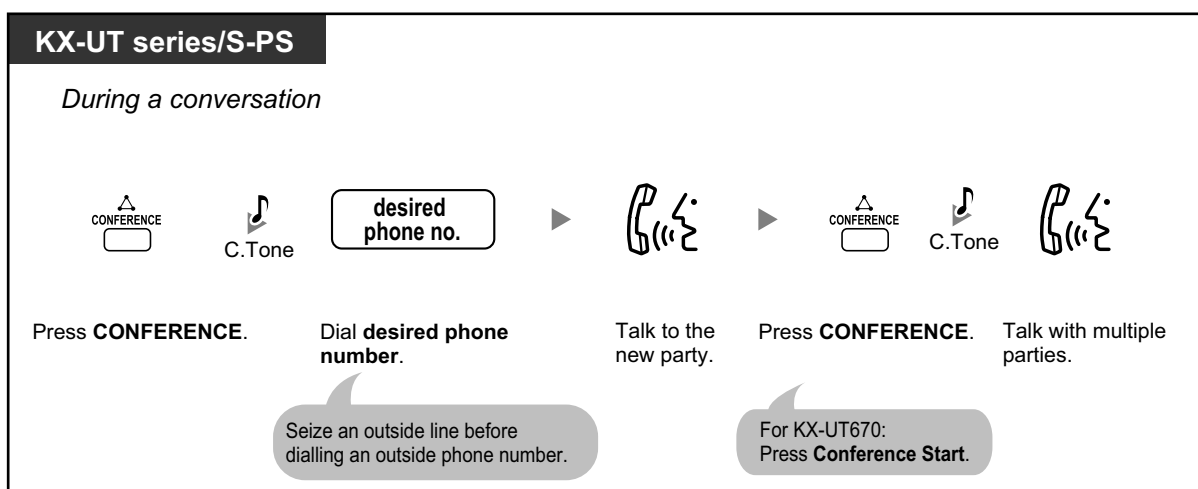 KX-UT series/S-PS
During a conversation
CONFERENCE
C.Tone
desired
phone no.
CONFERENCE
C.Tone
Press CONFERENCE.
Dial desired phone
number.
Talk to the
new party.
Press CONFERENCE.
Talk with multiple
parties.
Seize an outside line before
dialling an outside phone number.
For KX-UT670:
Press Conference Start.